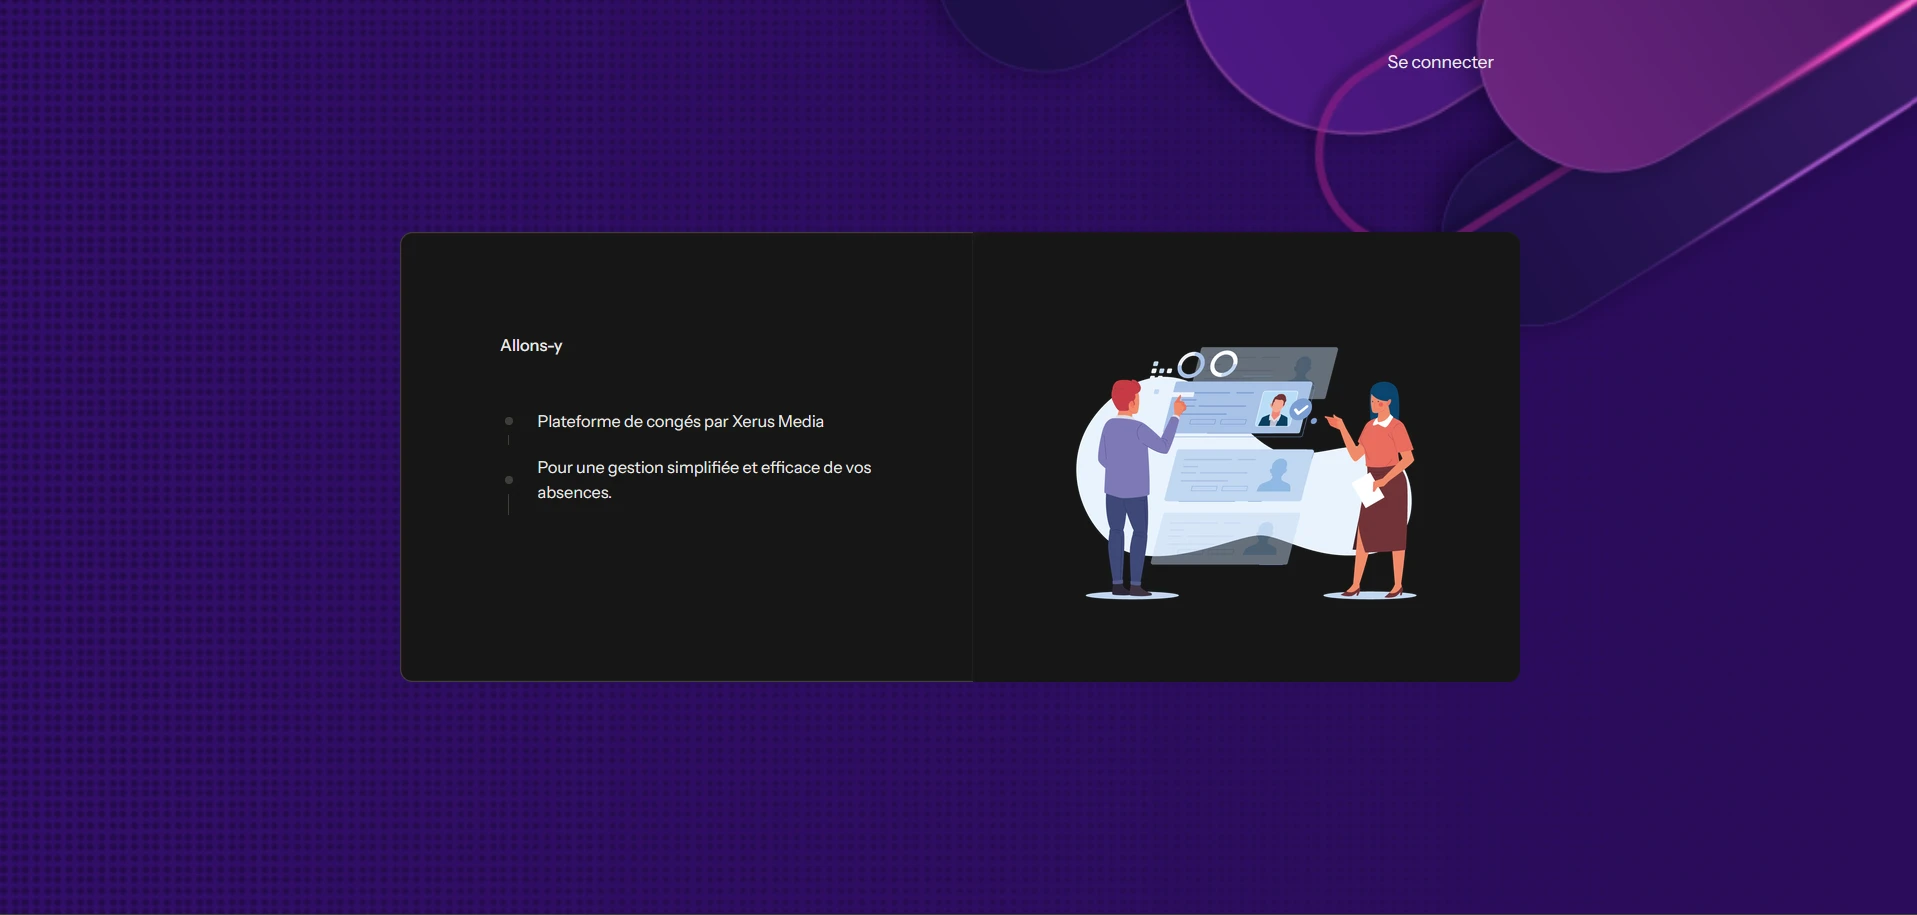 Se connecter
Allons-y
Plateforme de congés par Xerus Media
Pour une gestion simplifiée et efficace de vos
absences.